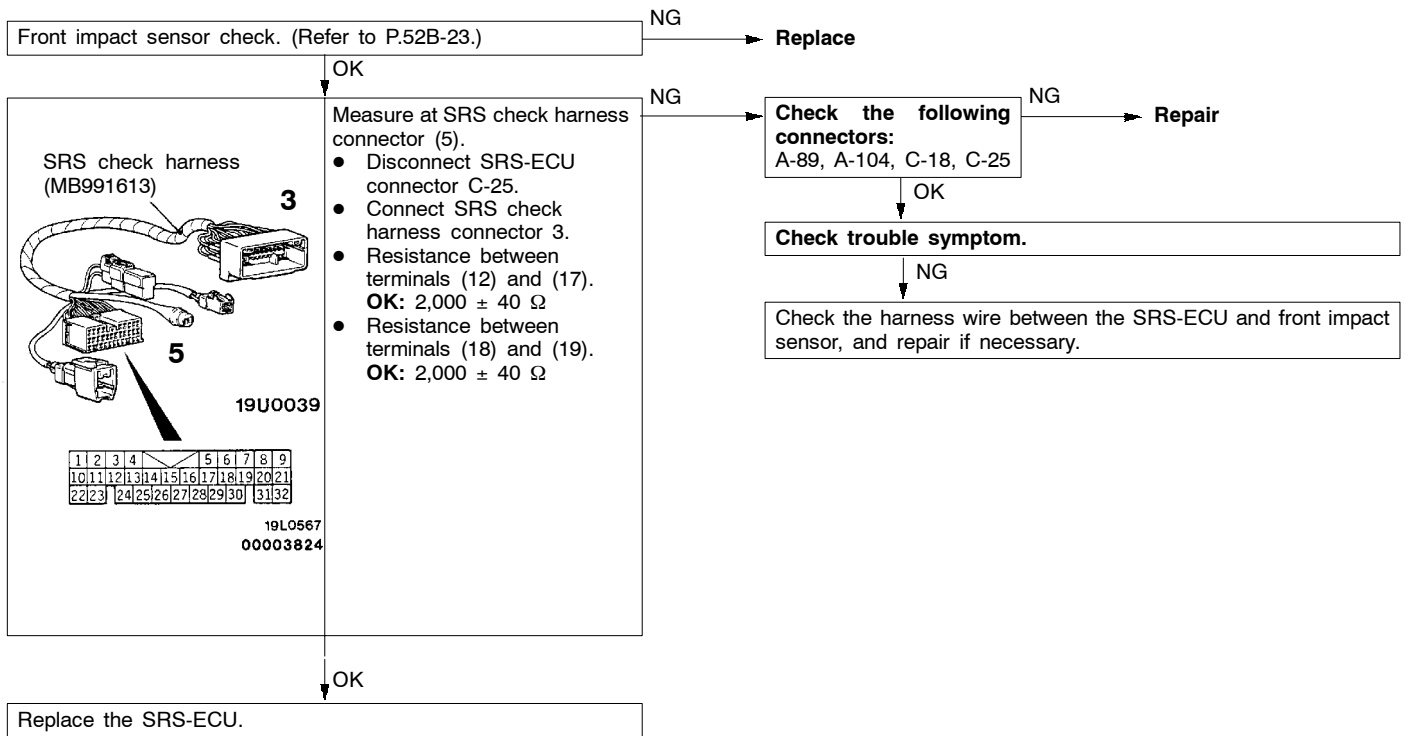 Front impact sensor check. (Refer to P.52B-23.)
NG
Replace
OK
SRS check harness
(MB991613)
3
5
19U0039
1 2 3 4 5 6 7 8 9
10 11 12 13 14 15 16 17 18 19 20 21
22 23 24 25 26 27 28 29 30 31 32
19L0567
00003824
Measure at SRS check harness
connector (5).
● Disconnect SRS-ECU
connector C-25.
● Connect SRS check
harness connector 3.
● Resistance between
terminals (12) and (17).
OK: 2,000 ± 40 Ω
● Resistance between
terminals (18) and (19).
OK: 2,000 ± 40 Ω
NG
Check the following
connectors:
A-89, A-104, C-18, C-25
NG
Repair
OK
Check trouble symptom.
NG
Check the harness wire between the SRS-ECU and front impact
sensor, and repair if necessary.
OK
Replace the SRS-ECU.